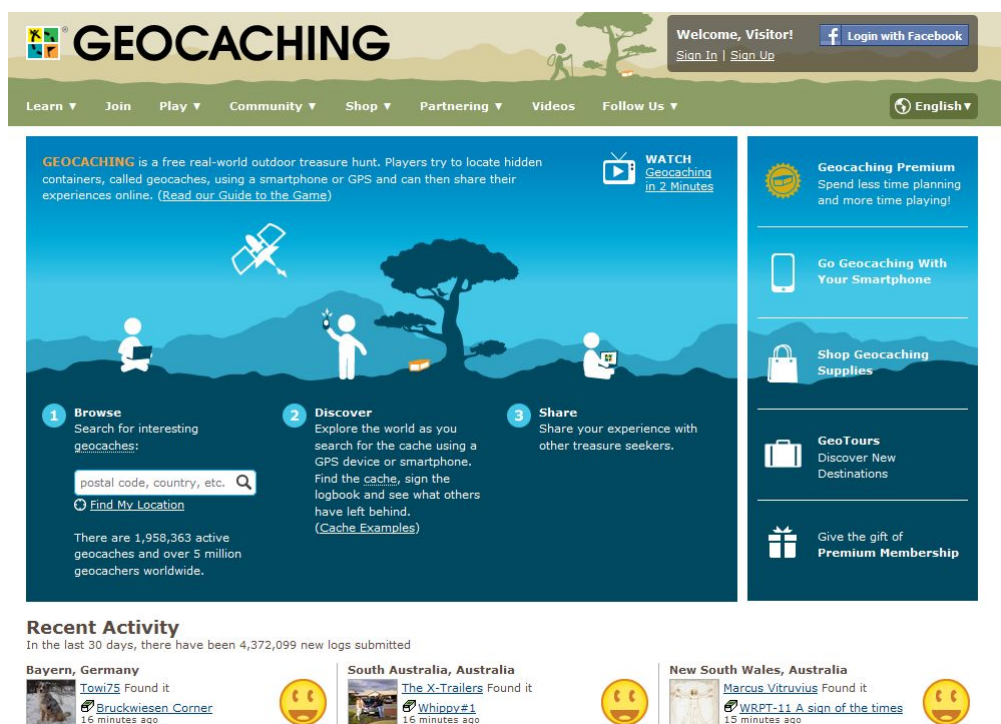 GEOCACHING
Welcome, Visitor!
Sign In | Sign Up
f Login with Facebook
Learn ▼ Join Play ▼ Community ▼ Shop ▼ Partnering ▼ Videos Follow Us ▼ English▼
GEOCACHING is a free real-world outdoor treasure hunt. Players try to locate hidden
containers, called geocaches, using a smartphone or GPS and can then share their
experiences online. (Read our Guide to the Game)
WATCH
Geocaching
in 2 Minutes
1 Browse
Search for interesting
geocaches:
postal code, country, etc.
Find My Location
There are 1,958,363 active
geocaches and over 5 million
geocachers worldwide.
2 Discover
Explore the world as you
search for the cache using a
GPS device or smartphone.
Find the cache, sign the
logbook and see what others
have left behind.
(Cache Examples)
3 Share
Share your experience with
other treasure seekers.
Geocaching Premium
Spend less time planning
and more time playing!
Go Geocaching With
Your Smartphone
Shop Geocaching
Supplies
GeoTours
Discover New
Destinations
Give the gift of
Premium Membership
Recent Activity
In the last 30 days, there have been 4,372,099 new logs submitted
Bayern, Germany
Towi75 Found it
Bruckwiesen Corner
16 minutes ago
South Australia, Australia
The X-Trailers Found it
Whippy#1
16 minutes ago
New South Wales, Australia
Marcus Vitruvius Found it
WRPT-11 A sign of the times
15 minutes ago